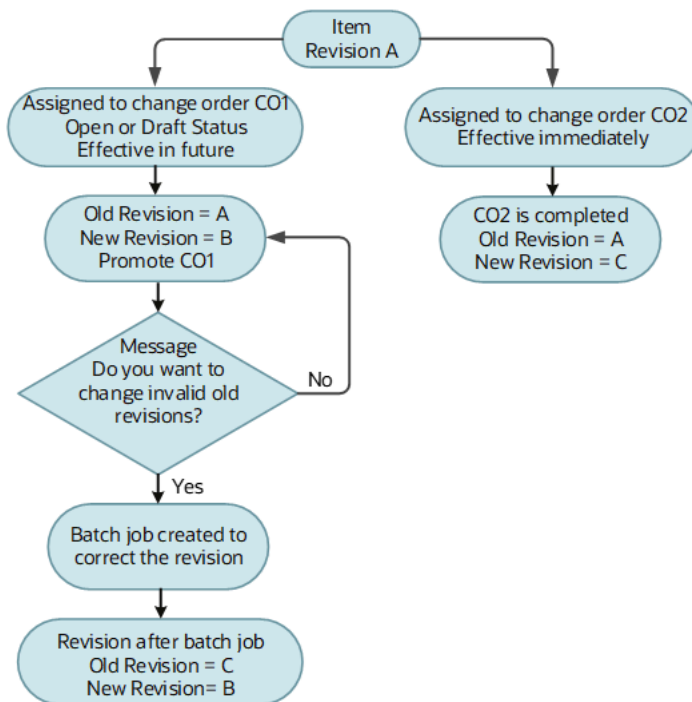 Item
Revision A
Assigned to change order CO1
Open or Draft Status
Effective in future
Assigned to change order CO2
Effective immediately
Old Revision = A
New Revision = B
Promote CO1
CO2 is completed
Old Revision = A
New Revision = C
Message
Do you want to
change invalid old
revisions?
No
Yes
Batch job created to
correct the revision
Revision after batch job
Old Revision = C
New Revision= B